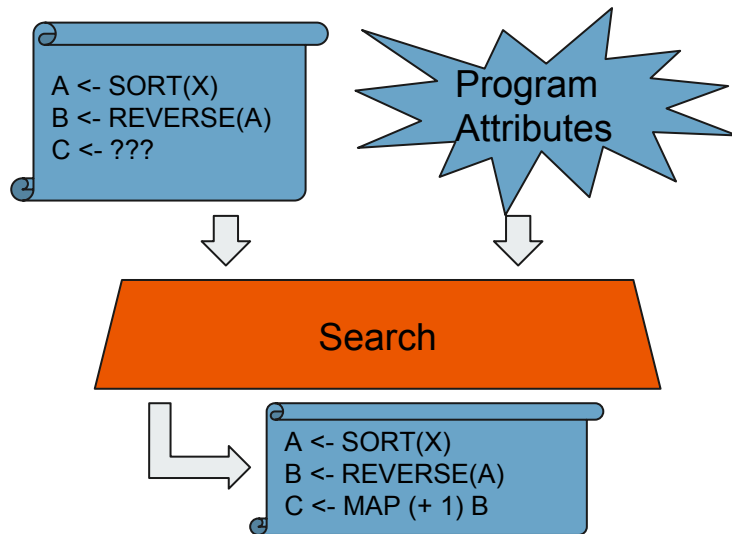 A <- SORT(X)
B <- REVERSE(A)
C <- ???
Program
Attributes
Search
A <- SORT(X)
B <- REVERSE(A)
C <- MAP (+ 1) B